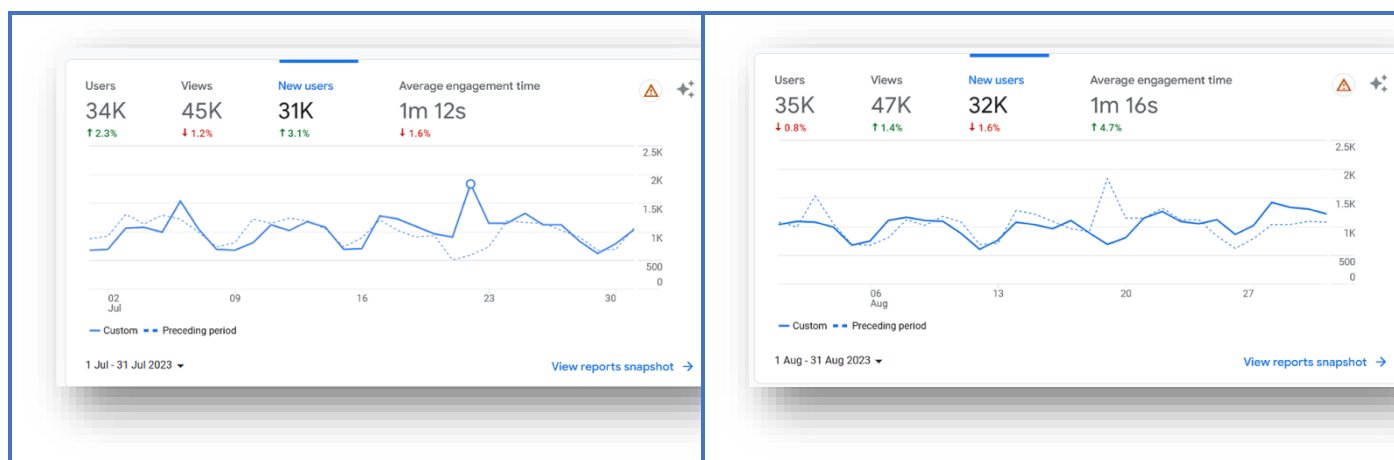 Users Views New users Average engagement time
34K 45K 31K 1m 12s
↑ 2.3% ↓ 1.2% ↑ 3.1% ↓ 1.6%
2.5K
2K
1.5K
1K
500
0
02 09 16 23 30
Jul
Custom Preceding period
1 Jul - 31 Jul 2023
View reports snapshot →
Users Views New users Average engagement time
35K 47K 32K 1m 16s
↓ 0.8% ↑ 1.4% ↓ 1.6% ↑ 4.7%
2.5K
2K
1.5K
1K
500
0
06 13 20 27
Aug
Custom Preceding period
1 Aug - 31 Aug 2023
View reports snapshot →